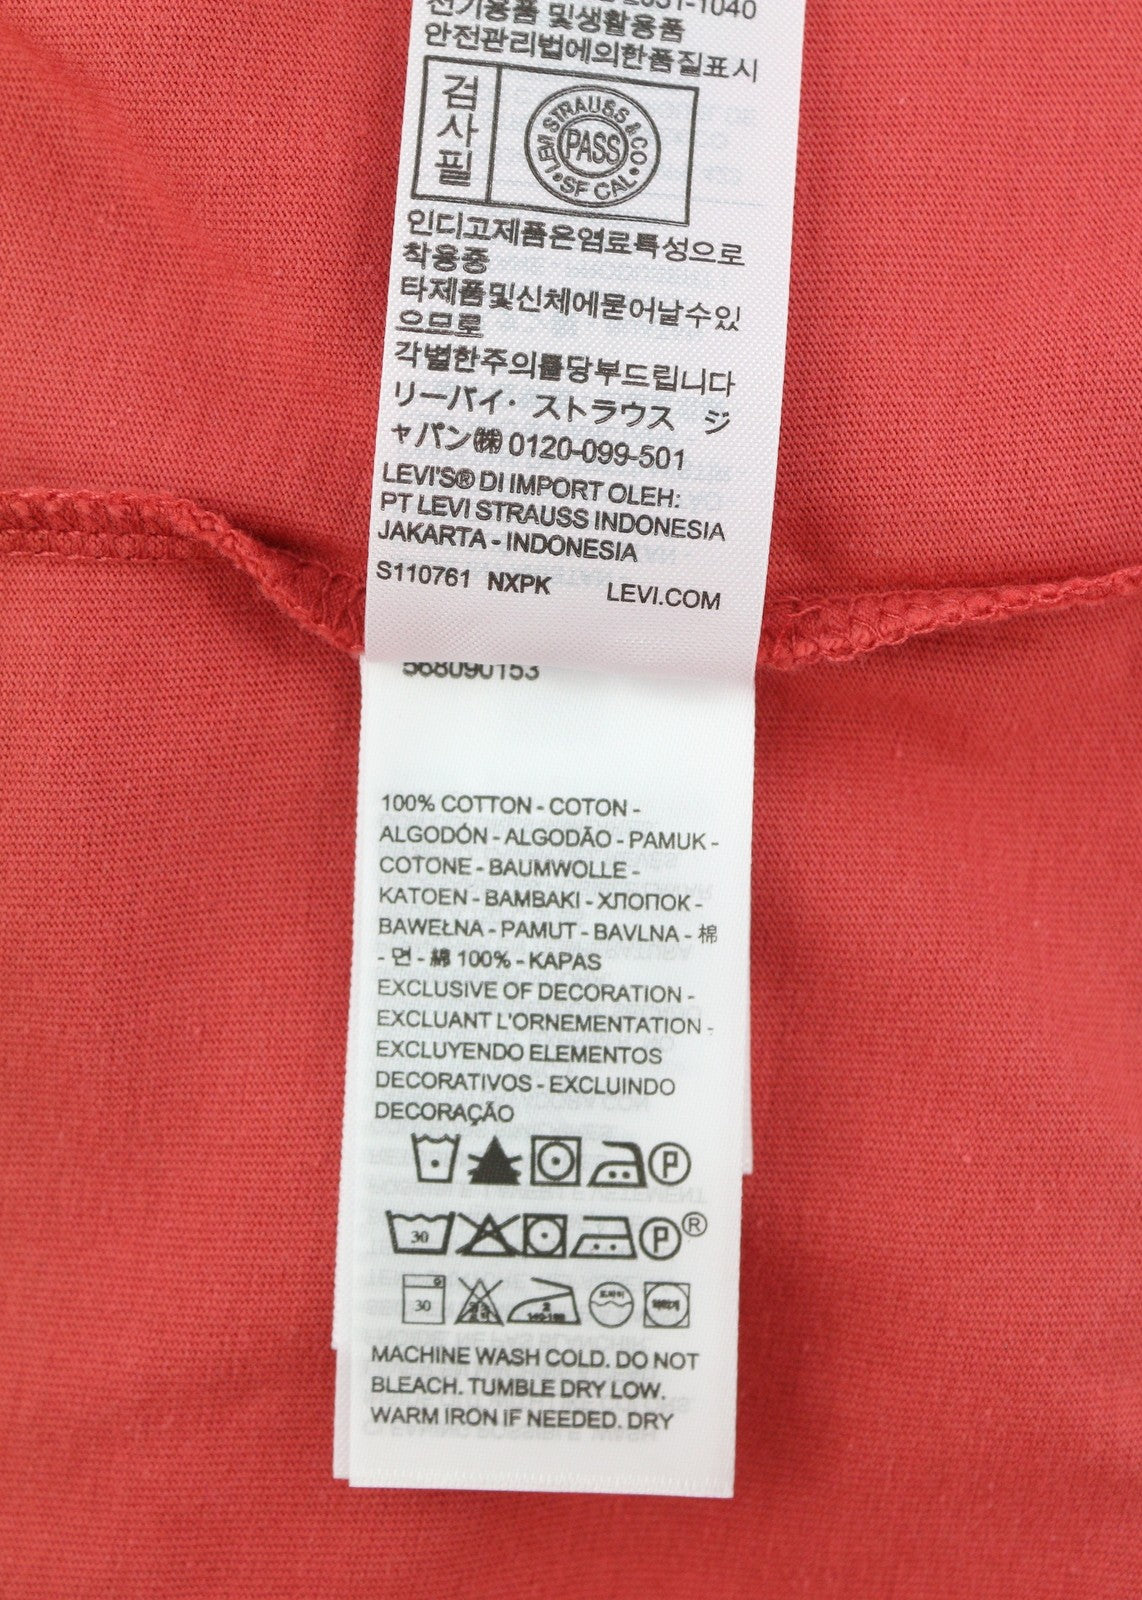 2051-1040
전기용품 및생활용품
안전관리법에의한품질표시
검사필
LEVI STRAUSS & CO
PASS
SF CAL
인디고제품은염료특성으로
착용중
타제품및신체에묻어날수있
으므로
각별한주의를당부드립니다
リーバイ・ストラウス ジ
ャパン㈱ 0120-099-501
LEVI'S® DI IMPORT OLEH:
PT LEVI STRAUSS INDONESIA
JAKARTA - INDONESIA
S110761 NXPK LEVI.COM
568090153
100% COTTON - COTON -
ALGODÓN - ALGODÃO - PAMUK -
COTONE - BAUMWOLLE -
KATOEN - BAMBAKI - ХЛОПОК -
BAWEŁNA - PAMUT - BAVLNA - 棉
- 면 - 綿 100% - KAPAS
EXCLUSIVE OF DECORATION -
EXCLUANT L'ORNEMENTATION -
EXCLUYENDO ELEMENTOS
DECORATIVOS - EXCLUINDO
DECORAÇÃO
P
30 P ®
30 2 드라이
MACHINE WASH COLD. DO NOT
BLEACH. TUMBLE DRY LOW.
WARM IRON IF NEEDED. DRY